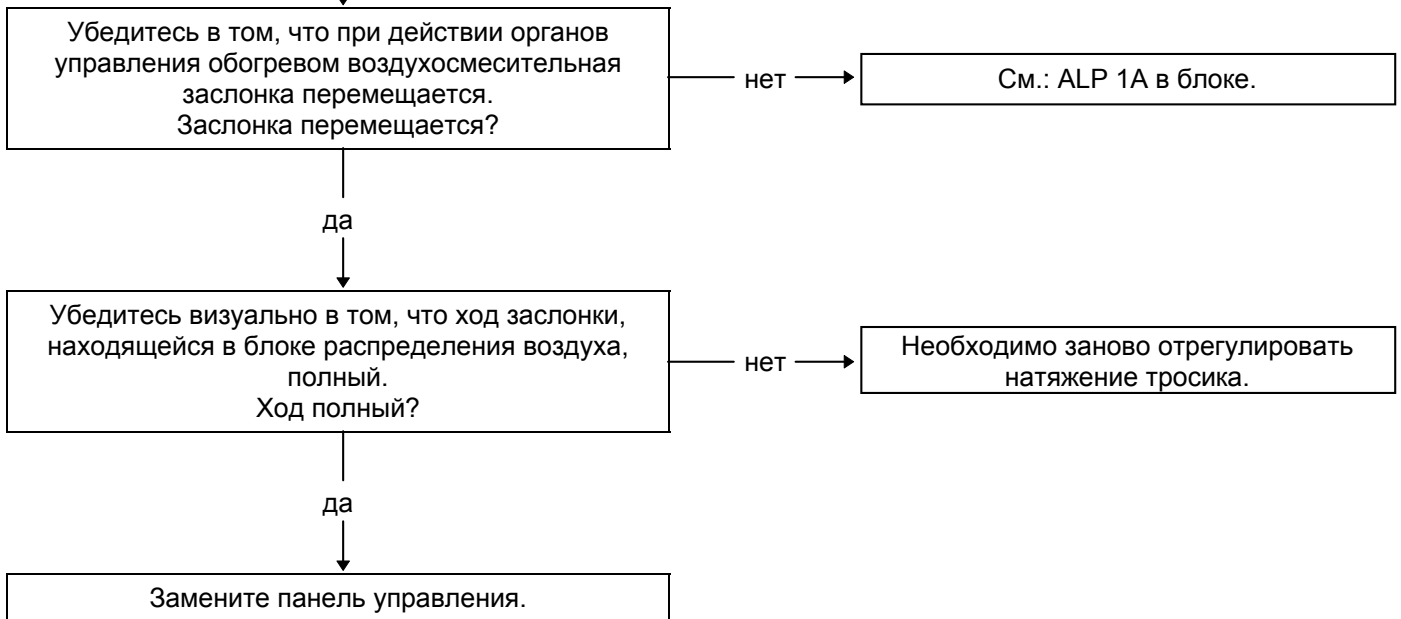 Убедитесь в том, что при действии органов
управления обогревом воздухосмесительная
заслонка перемещается.
Заслонка перемещается?
нет
См.: ALP 1A в блоке.
да
Убедитесь визуально в том, что ход заслонки,
находящейся в блоке распределения воздуха,
полный.
Ход полный?
нет
Необходимо заново отрегулировать
натяжение тросика.
да
Замените панель управления.